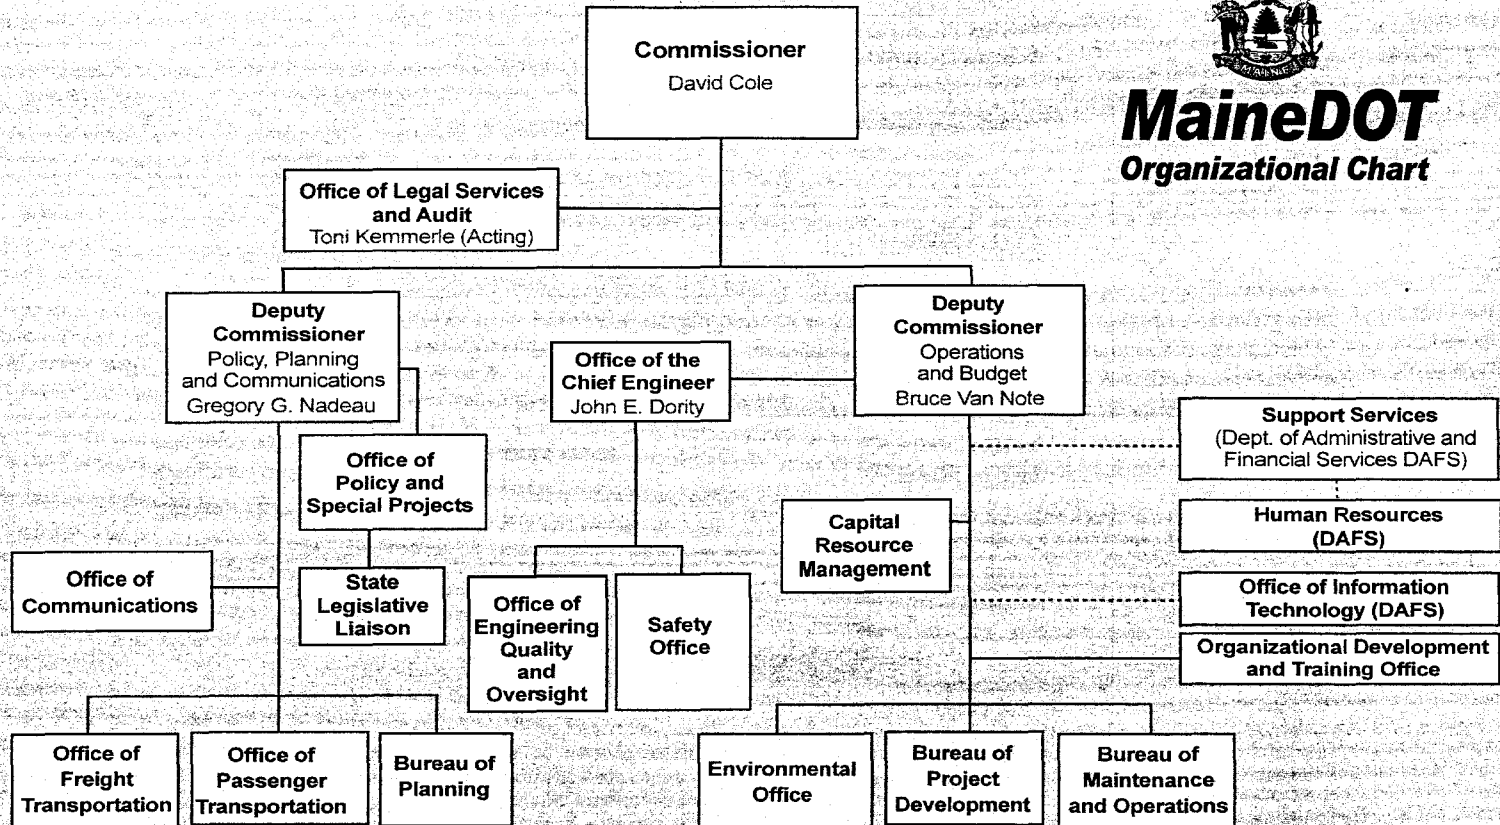 Commissioner
David Cole
MAINE
MaineDOT
Organizational Chart
Office of Legal Services
and Audit
Toni Kemmerle (Acting)
Deputy
Commissioner
Policy, Planning
and Communications
Gregory G. Nadeau
Office of the
Chief Engineer
John E. Dority
Deputy
Commissioner
Operations
and Budget
Bruce Van Note
Support Services
(Dept. of Administrative and
Financial Services DAFS)
Office of
Policy and
Special Projects
Capital
Resource
Management
Human Resources
(DAFS)
Office of
Communications
State
Legislative
Liaison
Office of
Engineering
Quality
and
Oversight
Safety
Office
Office of Information
Technology (DAFS)
Organizational Development
and Training Office
Office of
Freight
Transportation
Office of
Passenger
Transportation
Bureau of
Planning
Environmental
Office
Bureau of
Project
Development
Bureau of
Maintenance
and Operations